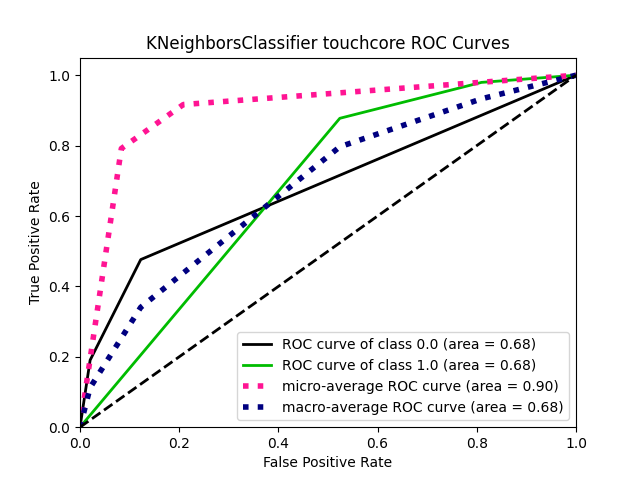 KNeighborsClassifier touchcore ROC Curves
True Positive Rate
1.0
0.8
0.6
0.4
0.2
0.0
ROC curve of class 0.0 (area = 0.68)
ROC curve of class 1.0 (area = 0.68)
micro-average ROC curve (area = 0.90)
macro-average ROC curve (area = 0.68)
0.0 0.2 0.4 0.6 0.8 1.0
False Positive Rate